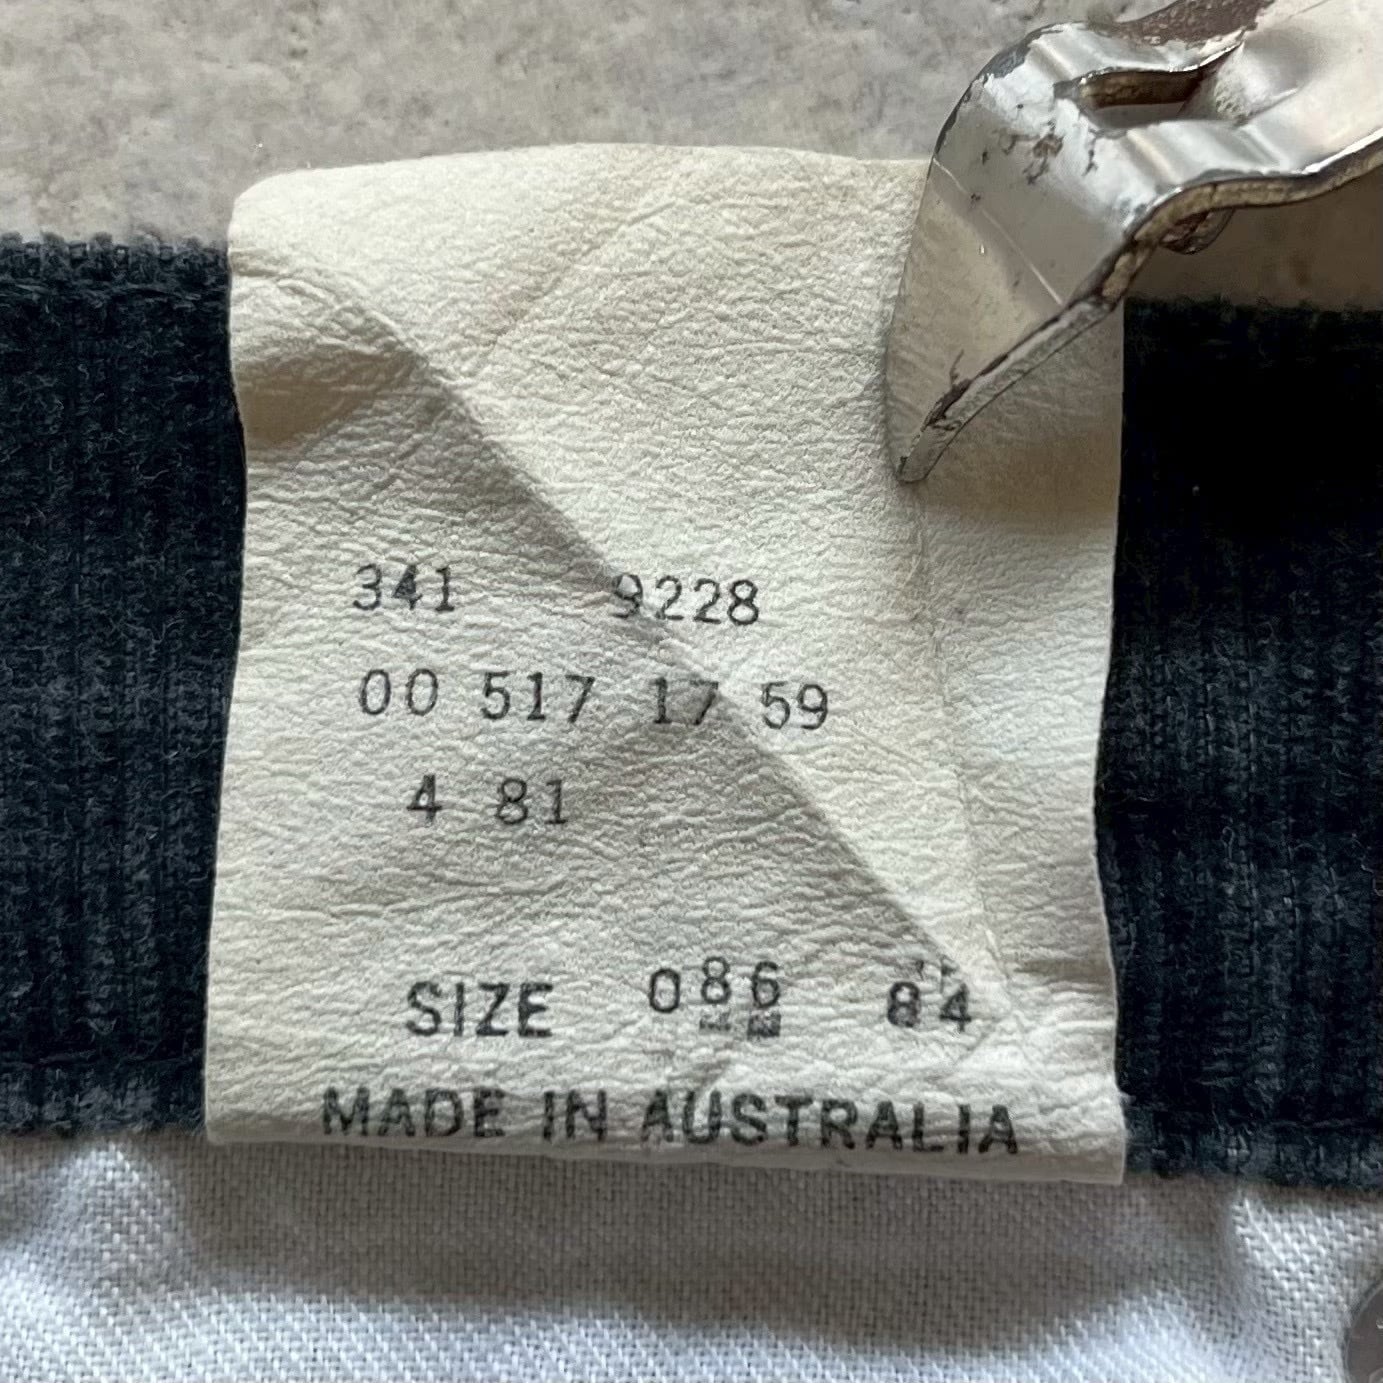 341 9228
00 517 17 59
4 81
SIZE 086 84
MADE IN AUSTRALIA